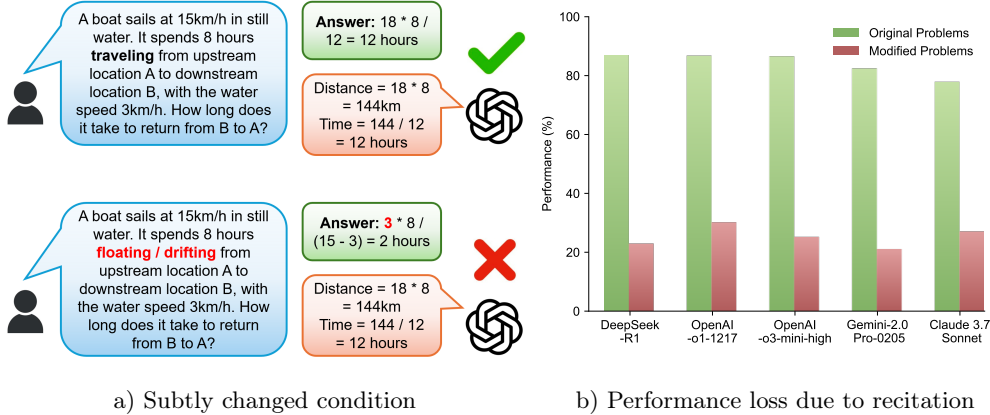 A boat sails at 15km/h in still
water. It spends 8 hours
traveling from upstream
location A to downstream
location B, with the water
speed 3km/h. How long does
it take to return from B to A?
Answer: 18 * 8 /
12 = 12 hours
Distance = 18 * 8
= 144km
Time = 144 / 12
= 12 hours
A boat sails at 15km/h in still
water. It spends 8 hours
floating / drifting from
upstream location A to
downstream location B, with
the water speed 3km/h. How
long does it take to return
from B to A?
Answer: 3 * 8 /
(15 - 3) = 2 hours
Distance = 18 * 8
= 144km
Time = 144 / 12
= 12 hours
a) Subtly changed condition
Original Problems
Modified Problems
Performance (%)
100
80
60
40
20
0
DeepSeek
-R1
OpenAI
-o1-1217
OpenAI
-o3-mini-high
Gemini-2.0
Pro-0205
Claude 3.7
Sonnet
b) Performance loss due to recitation